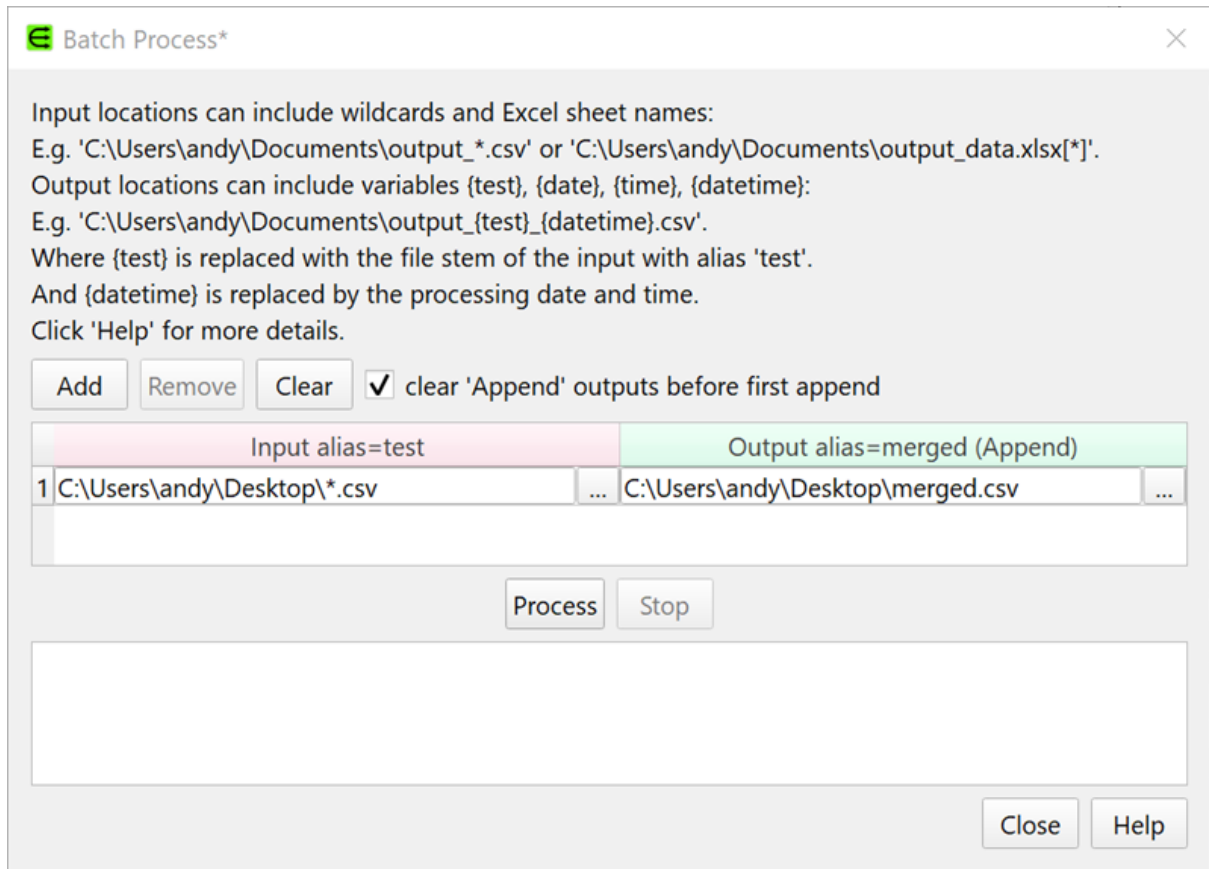 Batch Process*
Input locations can include wildcards and Excel sheet names:
E.g. 'C:\Users\andy\Documents\output_*.csv' or 'C:\Users\andy\Documents\output_data.xlsx[*]'.
Output locations can include variables {test}, {date}, {time}, {datetime}:
E.g. 'C:\Users\andy\Documents\output_{test}_{datetime}.csv'.
Where {test} is replaced with the file stem of the input with alias 'test'.
And {datetime} is replaced by the processing date and time.
Click 'Help' for more details.
Add Remove Clear clear 'Append' outputs before first append
Input alias=test Output alias=merged (Append)
1 C:\Users\andy\Desktop\*.csv ... C:\Users\andy\Desktop\merged.csv ...
Process Stop
Close Help